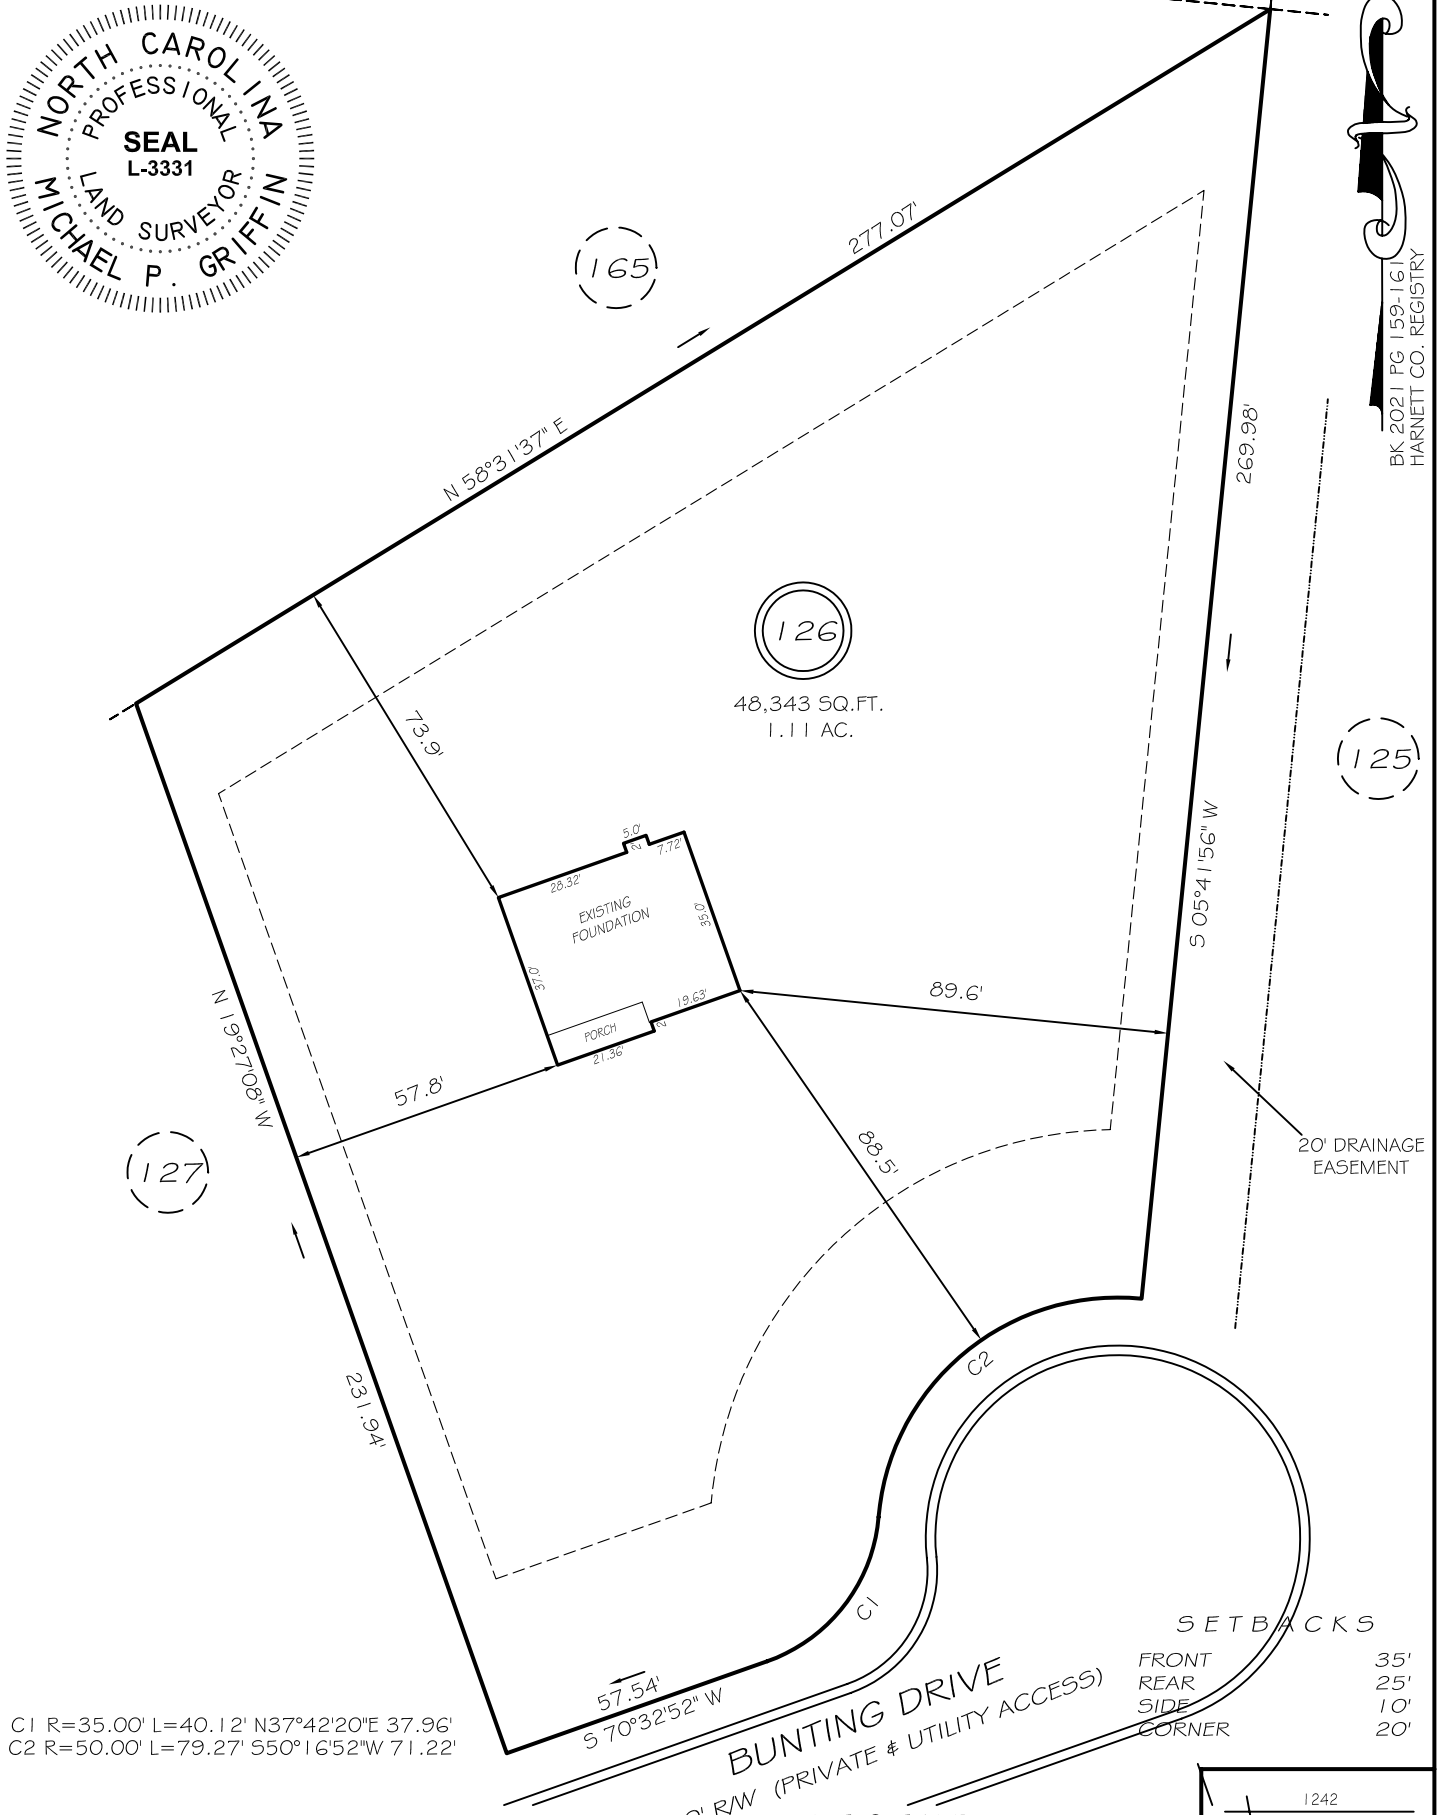 NORTH CAROLINA
PROFESSIONAL
SEAL
L-3331
LAND SURVEYOR
MICHAEL P. GRIFFIN
165
277.07'
N 58°31'37" E
BK 2021 PG 159-161
HARNETT CO. REGISTRY
269.98'
126
48,343 SQ.FT.
1.11 AC.
73.9'
125
5.0'
2'
7.72'
28.32'
EXISTING
FOUNDATION
35.0'
37.0'
S 05°41'56" W
19.63'
2'
PORCH
21.36'
89.6'
N 19°27'08" W
57.8'
88.5'
127
20' DRAINAGE
EASEMENT
231.94'
C2
C1
SETBACKS
FRONT 35'
REAR 25'
SIDE 10'
CORNER 20'
57.54'
S 70°32'52" W
C1 R=35.00' L=40.12' N37°42'20"E 37.96'
C2 R=50.00' L=79.27' S50°16'52"W 71.22'
BUNTING DRIVE
R/W (PRIVATE & UTILITY ACCESS)
1242